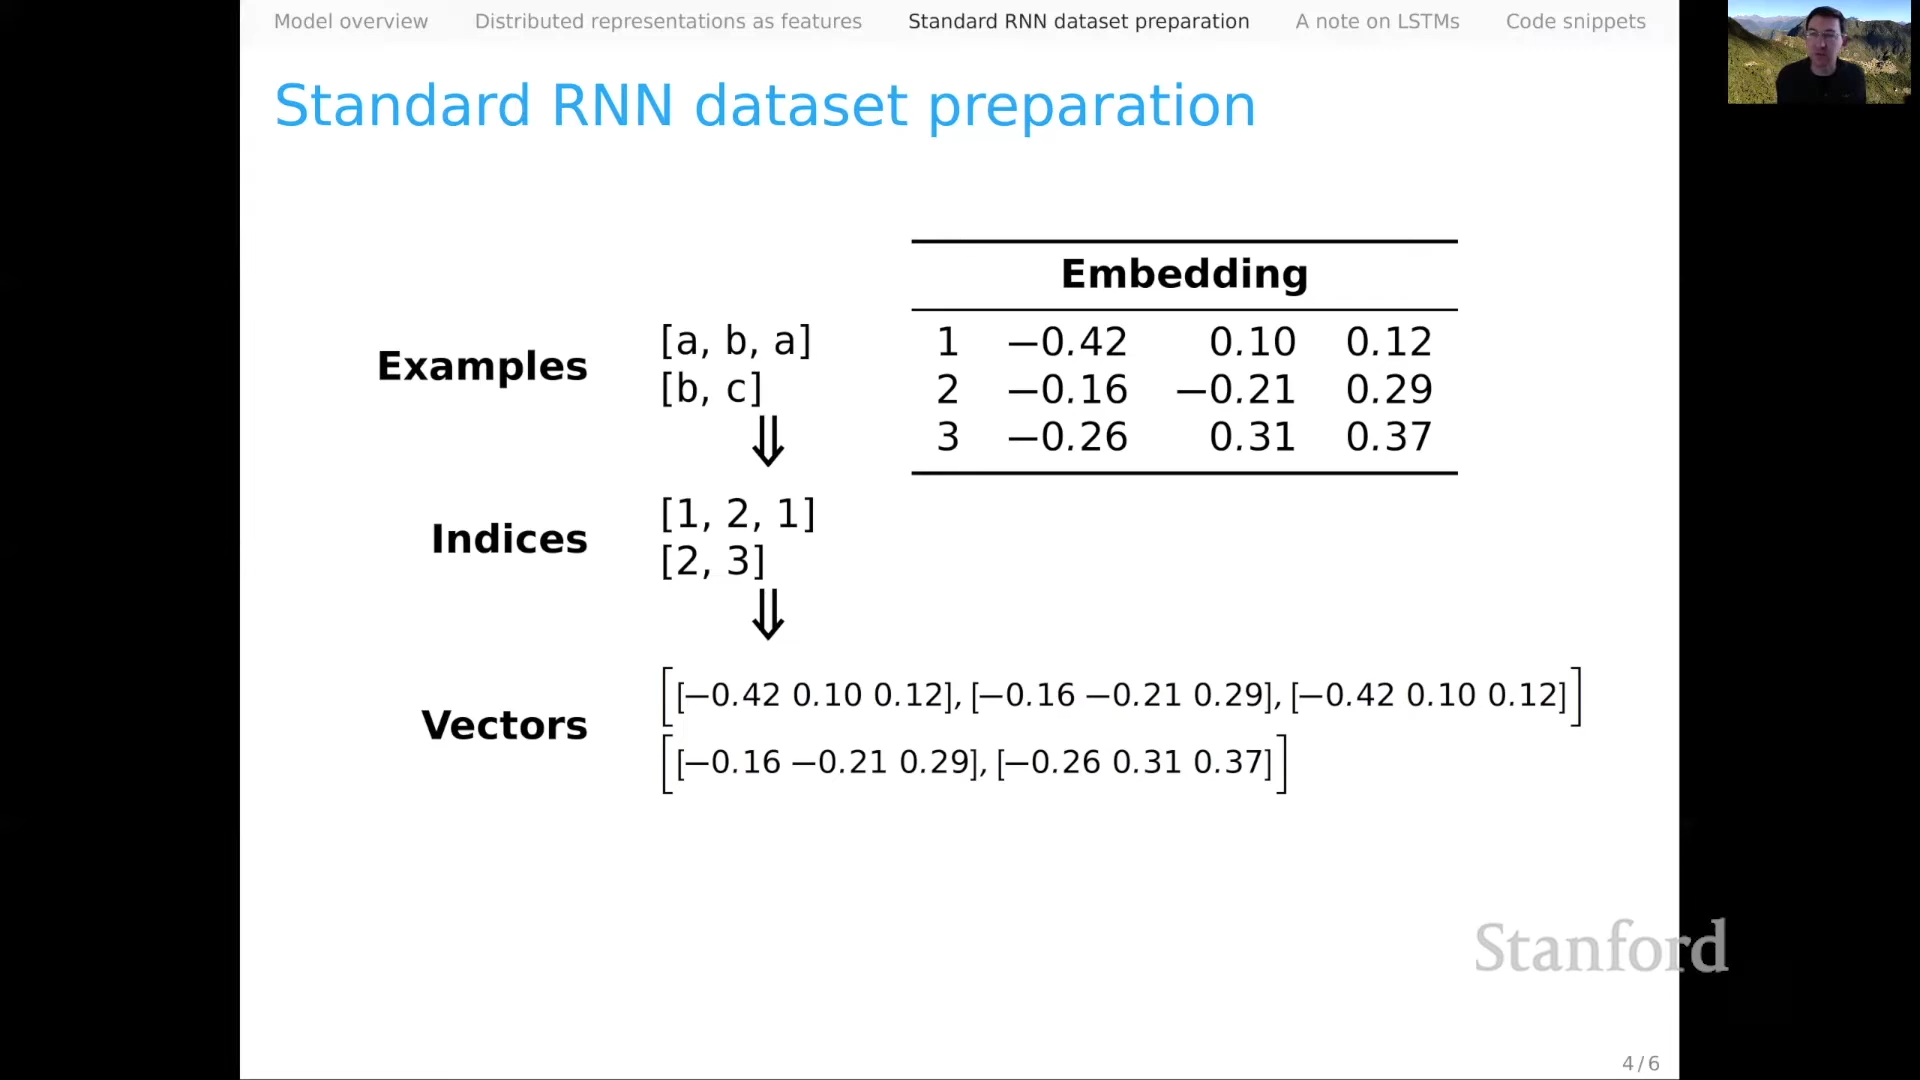 Model overview Distributed representations as features Standard RNN dataset preparation A note on LSTMs Code snippets
Standard RNN dataset preparation
Embedding
1 −0.42 0.10 0.12
2 −0.16 −0.21 0.29
3 −0.26 0.31 0.37
Examples
[a, b, a]
[b, c]
⇓
Indices
[1, 2, 1]
[2, 3]
⇓
Vectors
[[−0.42 0.10 0.12], [−0.16 −0.21 0.29], [−0.42 0.10 0.12]]
[[−0.16 −0.21 0.29], [−0.26 0.31 0.37]]
Stanford
4 / 6